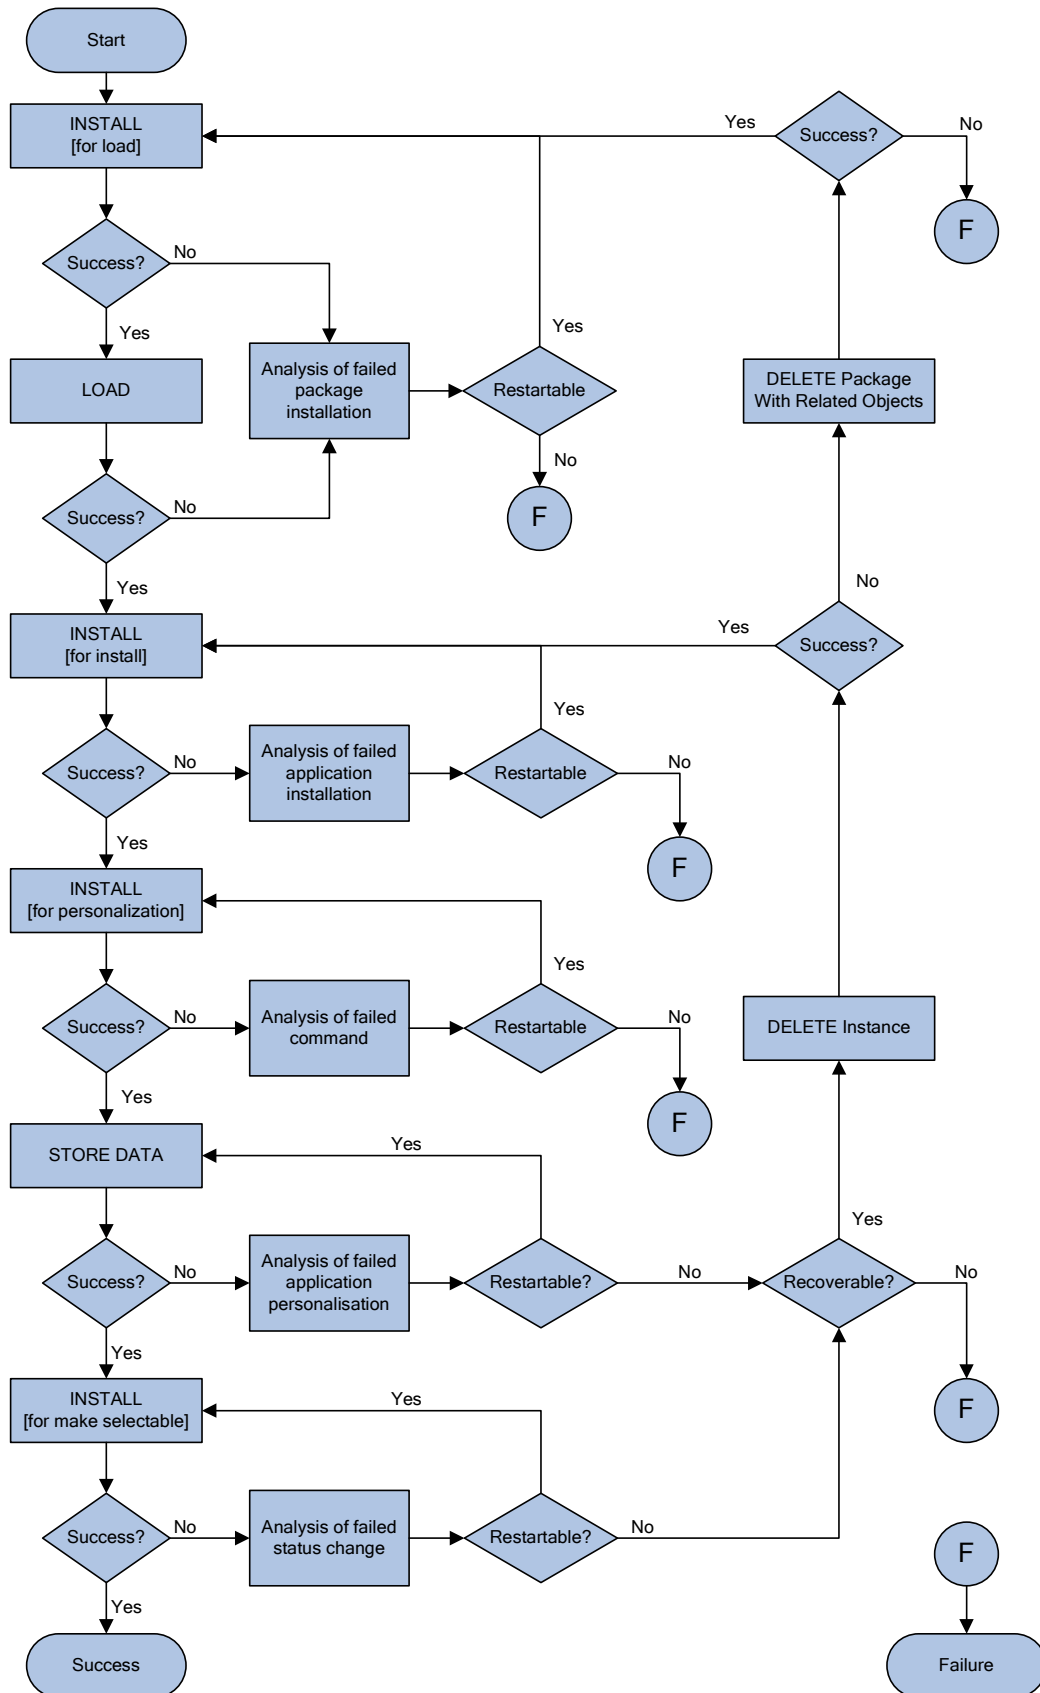 Start
INSTALL
[for load]
Yes
Success?
No
F
Success?
No
Yes
Yes
LOAD
Analysis of failed
package
installation
Restartable
DELETE Package
With Related Objects
No
F
Success?
No
Yes
No
INSTALL
[for install]
Yes
Success?
Yes
Success?
No
Analysis of failed
application
installation
Restartable
No
F
Yes
INSTALL
[for personalization]
Yes
Success?
No
Analysis of failed
command
Restartable
No
F
DELETE Instance
Yes
STORE DATA
Yes
Yes
Success?
No
Analysis of failed
application
personalisation
Restartable?
No
Recoverable?
No
F
Yes
INSTALL
[for make selectable]
Yes
Success?
No
Analysis of failed
status change
Restartable?
No
F
Yes
Success
Failure